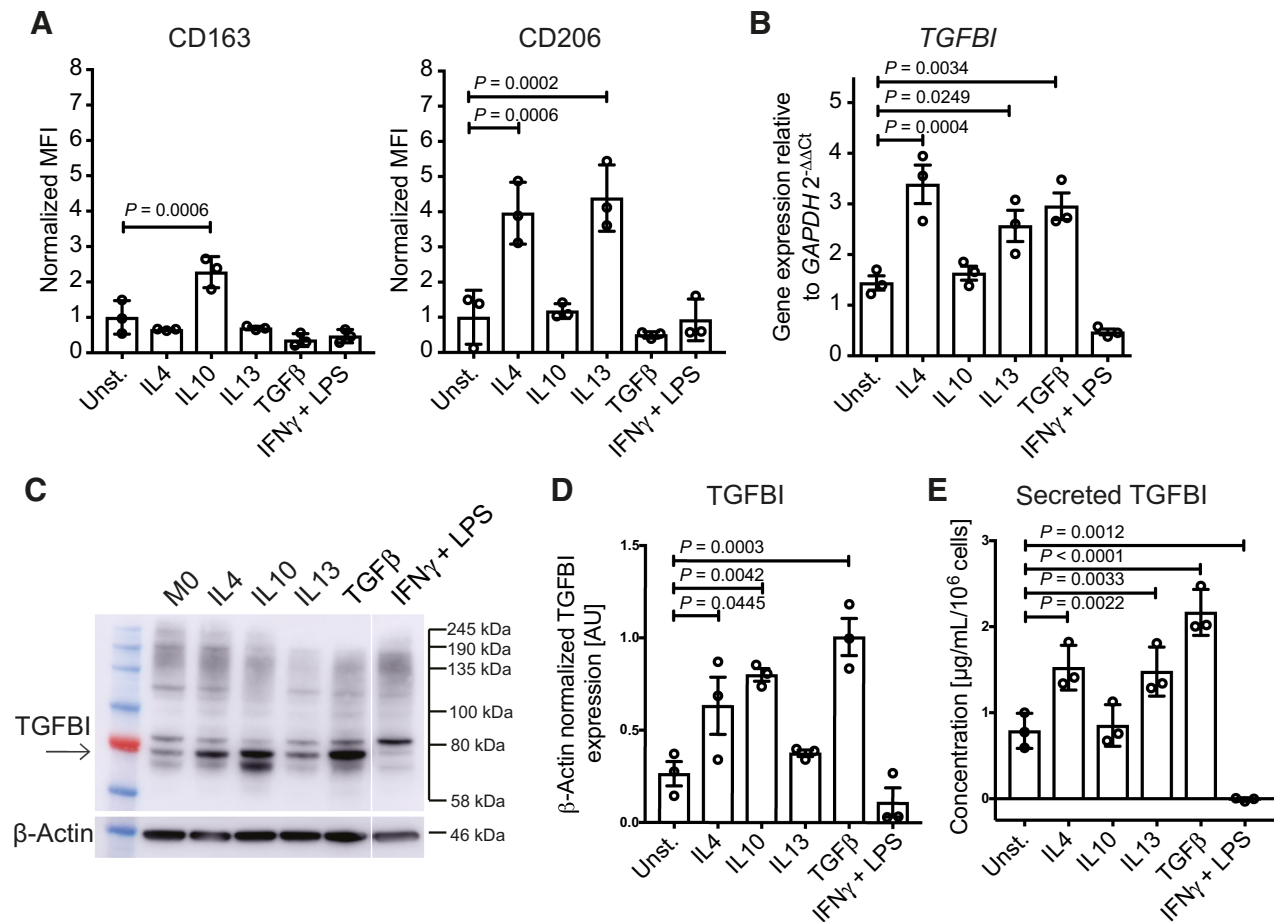 A
CD163
Normalized MFI
8
7
6
5
4
3
2
1
0
P = 0.0006
Unst.
IL4
IL10
IL13
TGFβ
IFNγ + LPS
CD206
Normalized MFI
8
7
6
5
4
3
2
1
0
P = 0.0002
P = 0.0006
Unst.
IL4
IL10
IL13
TGFβ
IFNγ + LPS
B
TGFBI
Gene expression relative
to GAPDH 2-ΔΔCt
5
4
3
2
1
0
P = 0.0034
P = 0.0249
P = 0.0004
Unst.
IL4
IL10
IL13
TGFβ
IFNγ + LPS
C
M0
IL4
IL10
IL13
TGFβ
IFNγ + LPS
245 kDa
190 kDa
135 kDa
100 kDa
80 kDa
58 kDa
46 kDa
TGFBI
β-Actin
D
TGFBI
β-Actin normalized TGFBI
expression [AU]
1.5
1.0
0.5
0.0
P = 0.0003
P = 0.0042
P = 0.0445
Unst.
IL4
IL10
IL13
TGFβ
IFNγ + LPS
E
Secreted TGFBI
Concentration [µg/mL/10⁶ cells]
3
2
1
0
P = 0.0012
P < 0.0001
P = 0.0033
P = 0.0022
Unst.
IL4
IL10
IL13
TGFβ
IFNγ + LPS